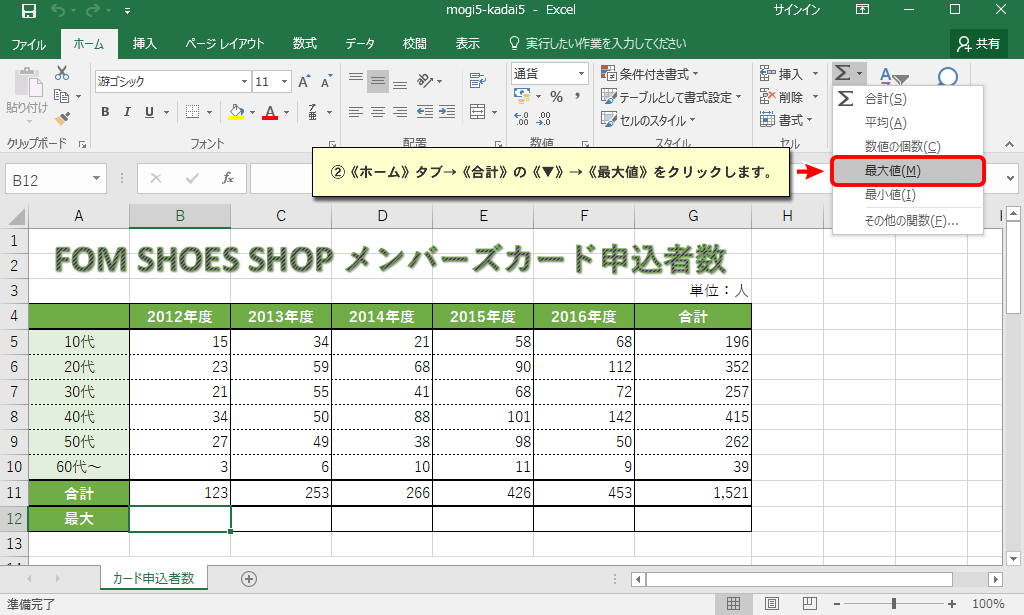 mogi5-kadai5 - Excel
サインイン
ファイル ホーム 挿入 ページ レイアウト 数式 データ 校閲 表示 実行したい作業を入力してください 共有
貼り付け
クリップボード
游ゴシック 11 A A
B I U A
フォント
配置
通貨
% ,
数値
条件付き書式
テーブルとして書式設定
セルのスタイル
スタイル
挿入
削除
書式
セル
Σ
Σ 合計(S)
平均(A)
数値の個数(C)
最大値(M)
最小値(I)
その他の関数(F)...
②《ホーム》タブ→《合計》の《▼》→《最大値》をクリックします。
B12 fx
A B C D E F G H
1
2 FOM SHOES SHOP メンバーズカード申込者数
3 単位：人
4 2012年度 2013年度 2014年度 2015年度 2016年度 合計
5 10代 15 34 21 58 68 196
6 20代 23 59 68 90 112 352
7 30代 21 55 41 68 72 257
8 40代 34 50 88 101 142 415
9 50代 27 49 38 98 50 262
10 60代～ 3 6 10 11 9 39
11 合計 123 253 266 426 453 1,521
12 最大
13
カード申込者数
準備完了
100%